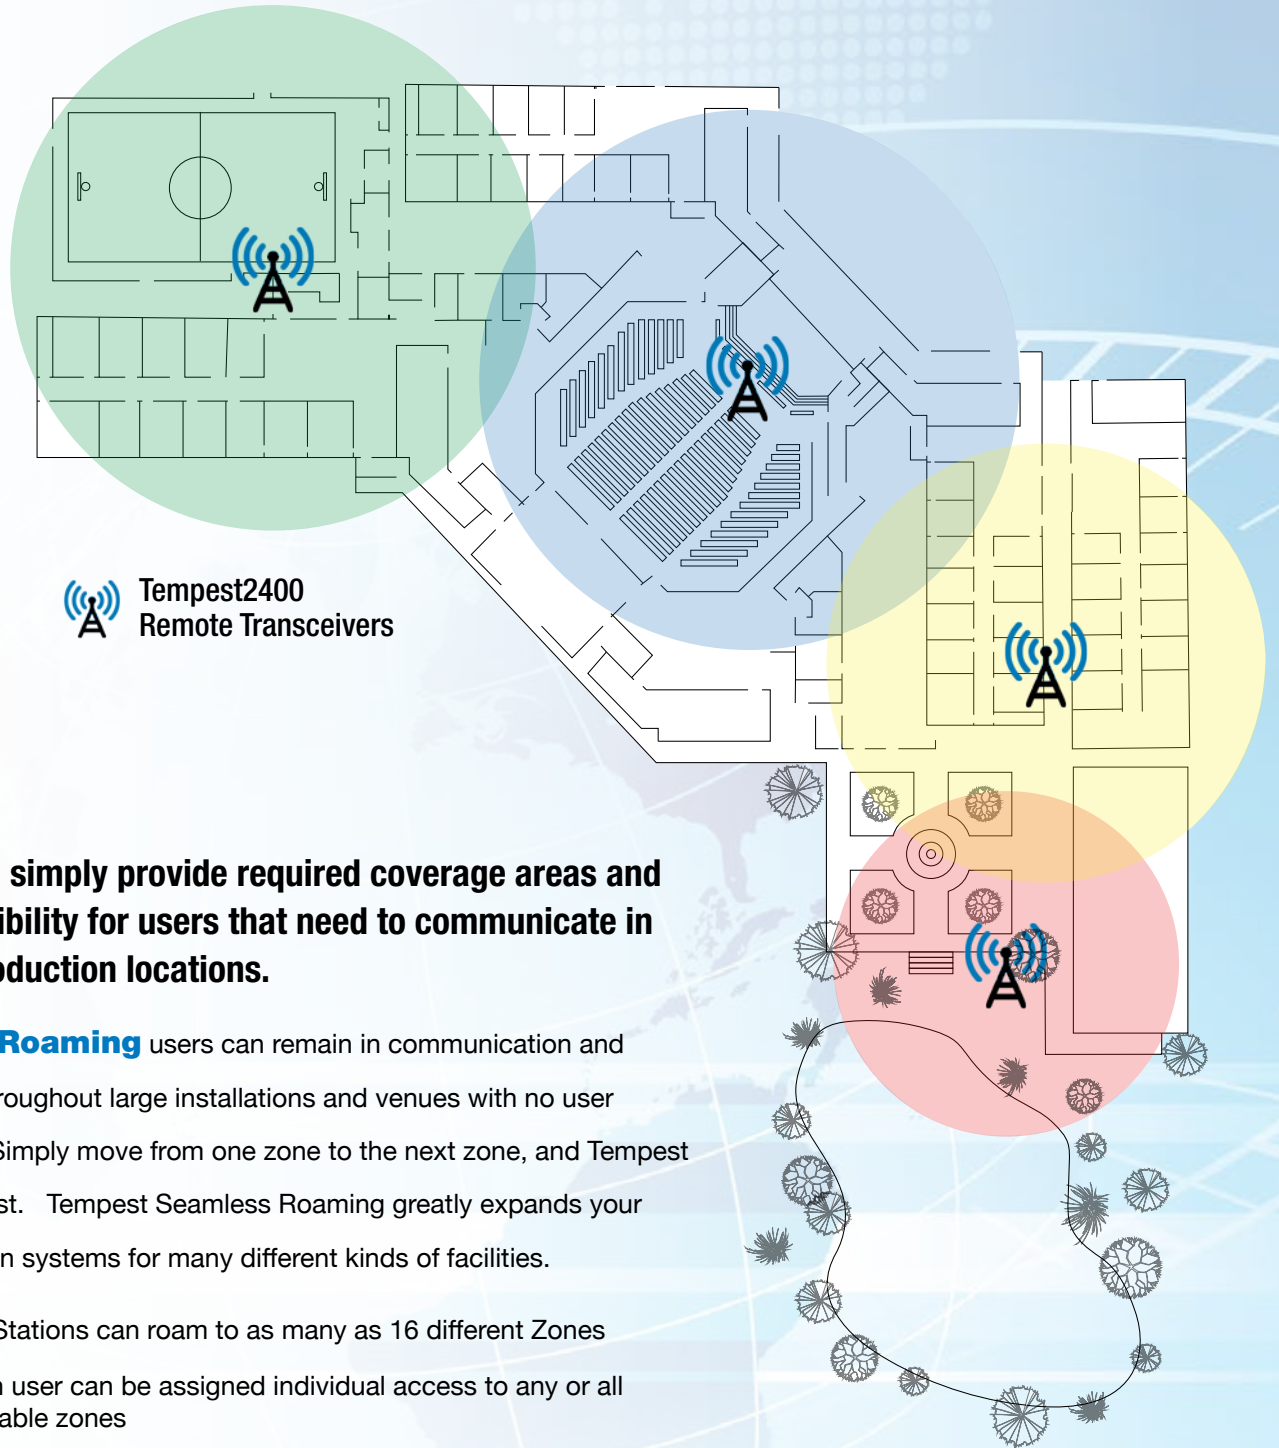 Tempest2400
Remote Transceivers
simply provide required coverage areas and
ibility for users that need to communicate in
oduction locations.
Roaming users can remain in communication and
roughout large installations and venues with no user
Simply move from one zone to the next zone, and Tempest
st. Tempest Seamless Roaming greatly expands your
n systems for many different kinds of facilities.
Stations can roam to as many as 16 different Zones
n user can be assigned individual access to any or all
able zones